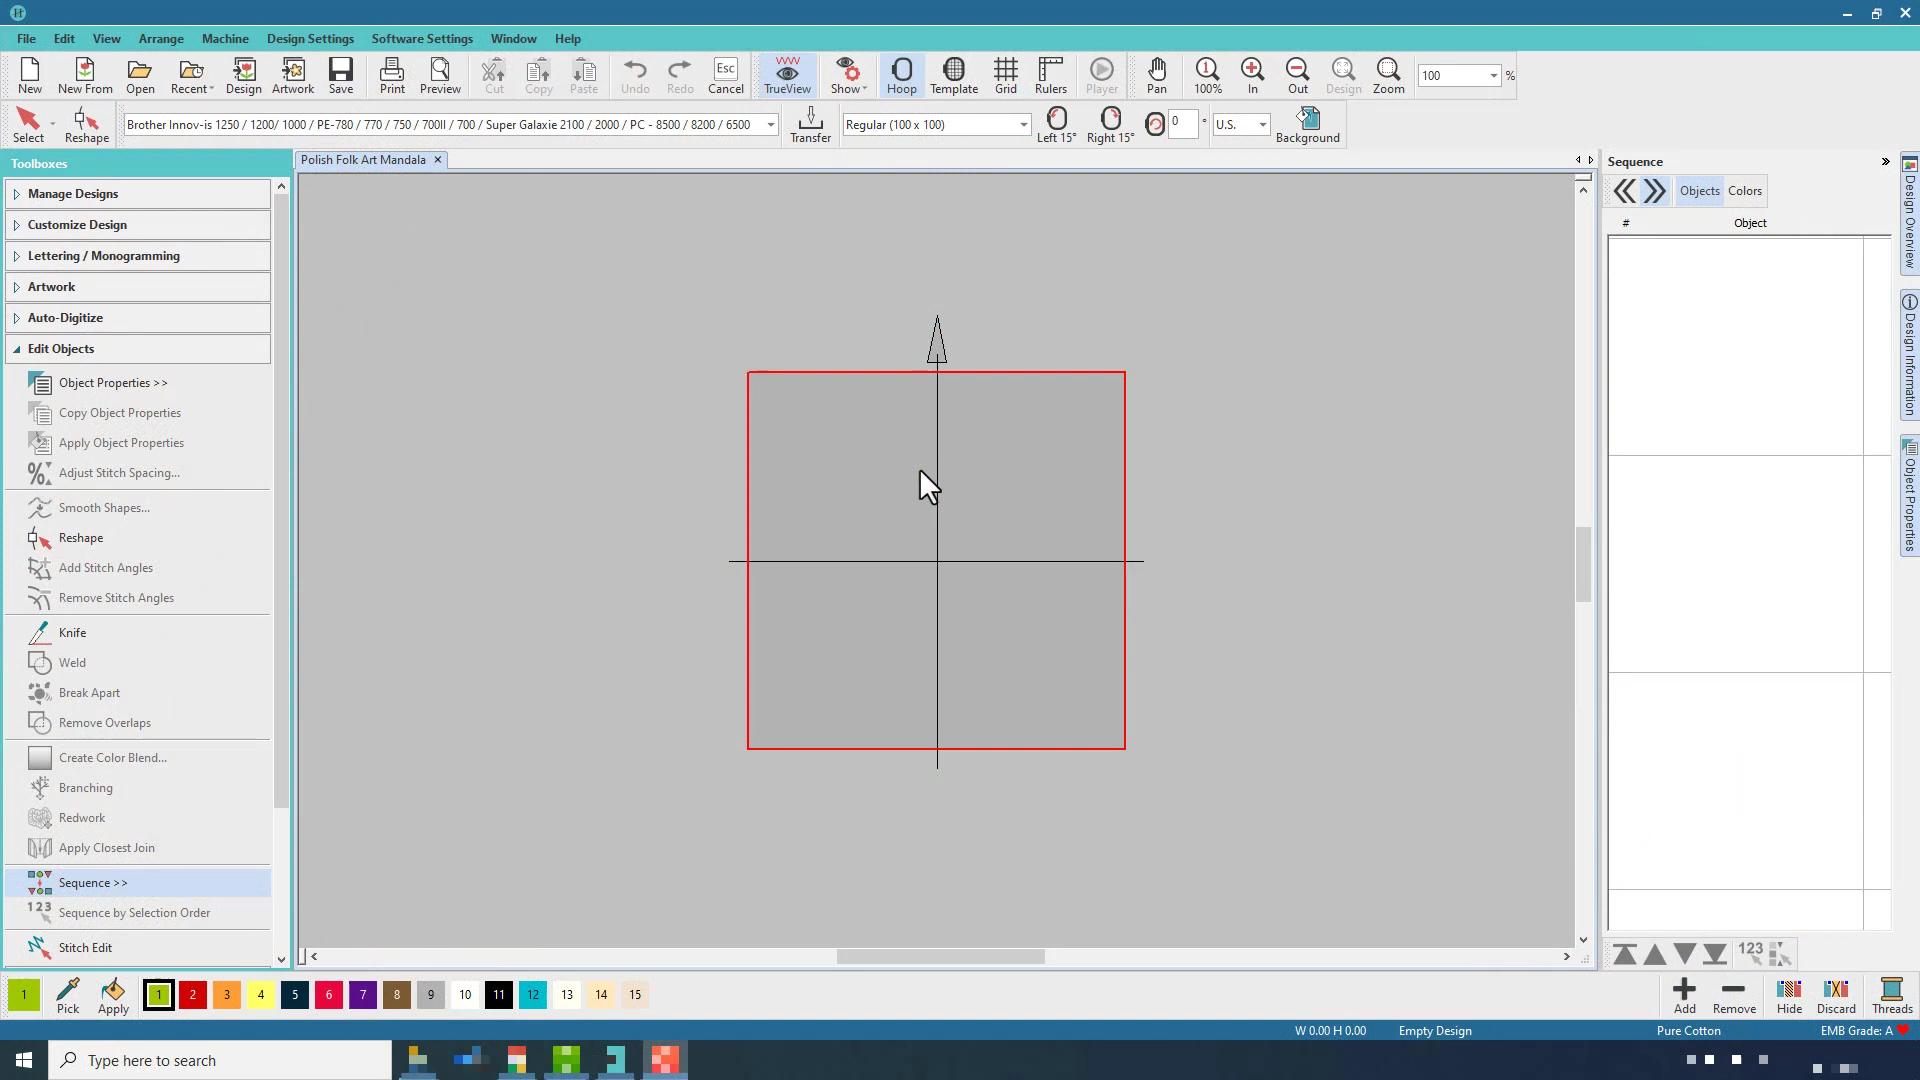 File Edit View Arrange Machine Design Settings Software Settings Window Help
New New From Open Recent Design Artwork Save Print Preview Cut Copy Paste Undo Redo Esc Cancel TrueView Show Hoop Template Grid Rulers Player Pan 1 100% In Out Design Zoom 100 %
Select Reshape Brother Innov-is 1250 / 1200/ 1000 / PE-780 / 770 / 750 / 700II / 700 / Super Galaxie 2100 / 2000 / PC - 8500 / 8200 / 6500 Transfer Regular (100 x 100) Left 15° Right 15° 0 ° U.S. Background
Toolboxes
Polish Folk Art Mandala
Manage Designs
Customize Design
Lettering / Monogramming
Artwork
Auto-Digitize
Edit Objects
Object Properties >>
Copy Object Properties
Apply Object Properties
Adjust Stitch Spacing...
Smooth Shapes...
Reshape
Add Stitch Angles
Remove Stitch Angles
Knife
Weld
Break Apart
Remove Overlaps
Create Color Blend...
Branching
Redwork
Apply Closest Join
Sequence >>
123 Sequence by Selection Order
Stitch Edit
Sequence
Objects Colors
# Object
123
Design Overview
Design Information
Object Properties
1 Pick Apply 1 2 3 4 5 6 7 8 9 10 11 12 13 14 15 Add Remove Hide Discard Threads
W 0.00 H 0.00 Empty Design Pure Cotton EMB Grade: A
Type here to search